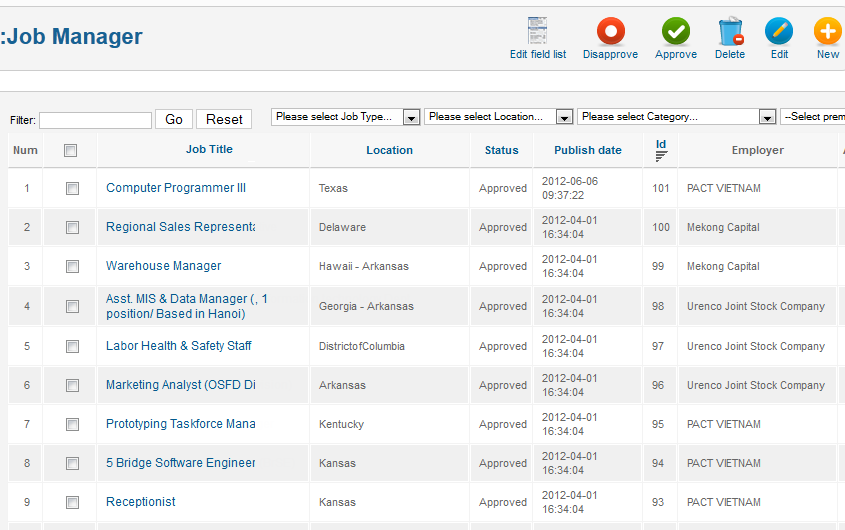 :Job Manager
Edit field list Disapprove Approve Delete Edit New
Filter: Go Reset Please select Job Type... Please select Location... Please select Category... --Select prem
Num Job Title Location Status Publish date Id Employer
1 Computer Programmer III Texas Approved 2012-06-06 09:37:22 101 PACT VIETNAM
2 Regional Sales Representa Delaware Approved 2012-04-01 16:34:04 100 Mekong Capital
3 Warehouse Manager Hawaii - Arkansas Approved 2012-04-01 16:34:04 99 Mekong Capital
4 Asst. MIS & Data Manager (, 1 position/ Based in Hanoi) Georgia - Arkansas Approved 2012-04-01 16:34:04 98 Urenco Joint Stock Company
5 Labor Health & Safety Staff DistrictofColumbia Approved 2012-04-01 16:34:04 97 Urenco Joint Stock Company
6 Marketing Analyst (OSFD Di Arkansas Approved 2012-04-01 16:34:04 96 Urenco Joint Stock Company
7 Prototyping Taskforce Mana Kentucky Approved 2012-04-01 16:34:04 95 PACT VIETNAM
8 5 Bridge Software Engineer Kansas Approved 2012-04-01 16:34:04 94 PACT VIETNAM
9 Receptionist Kansas Approved 2012-04-01 16:34:04 93 PACT VIETNAM